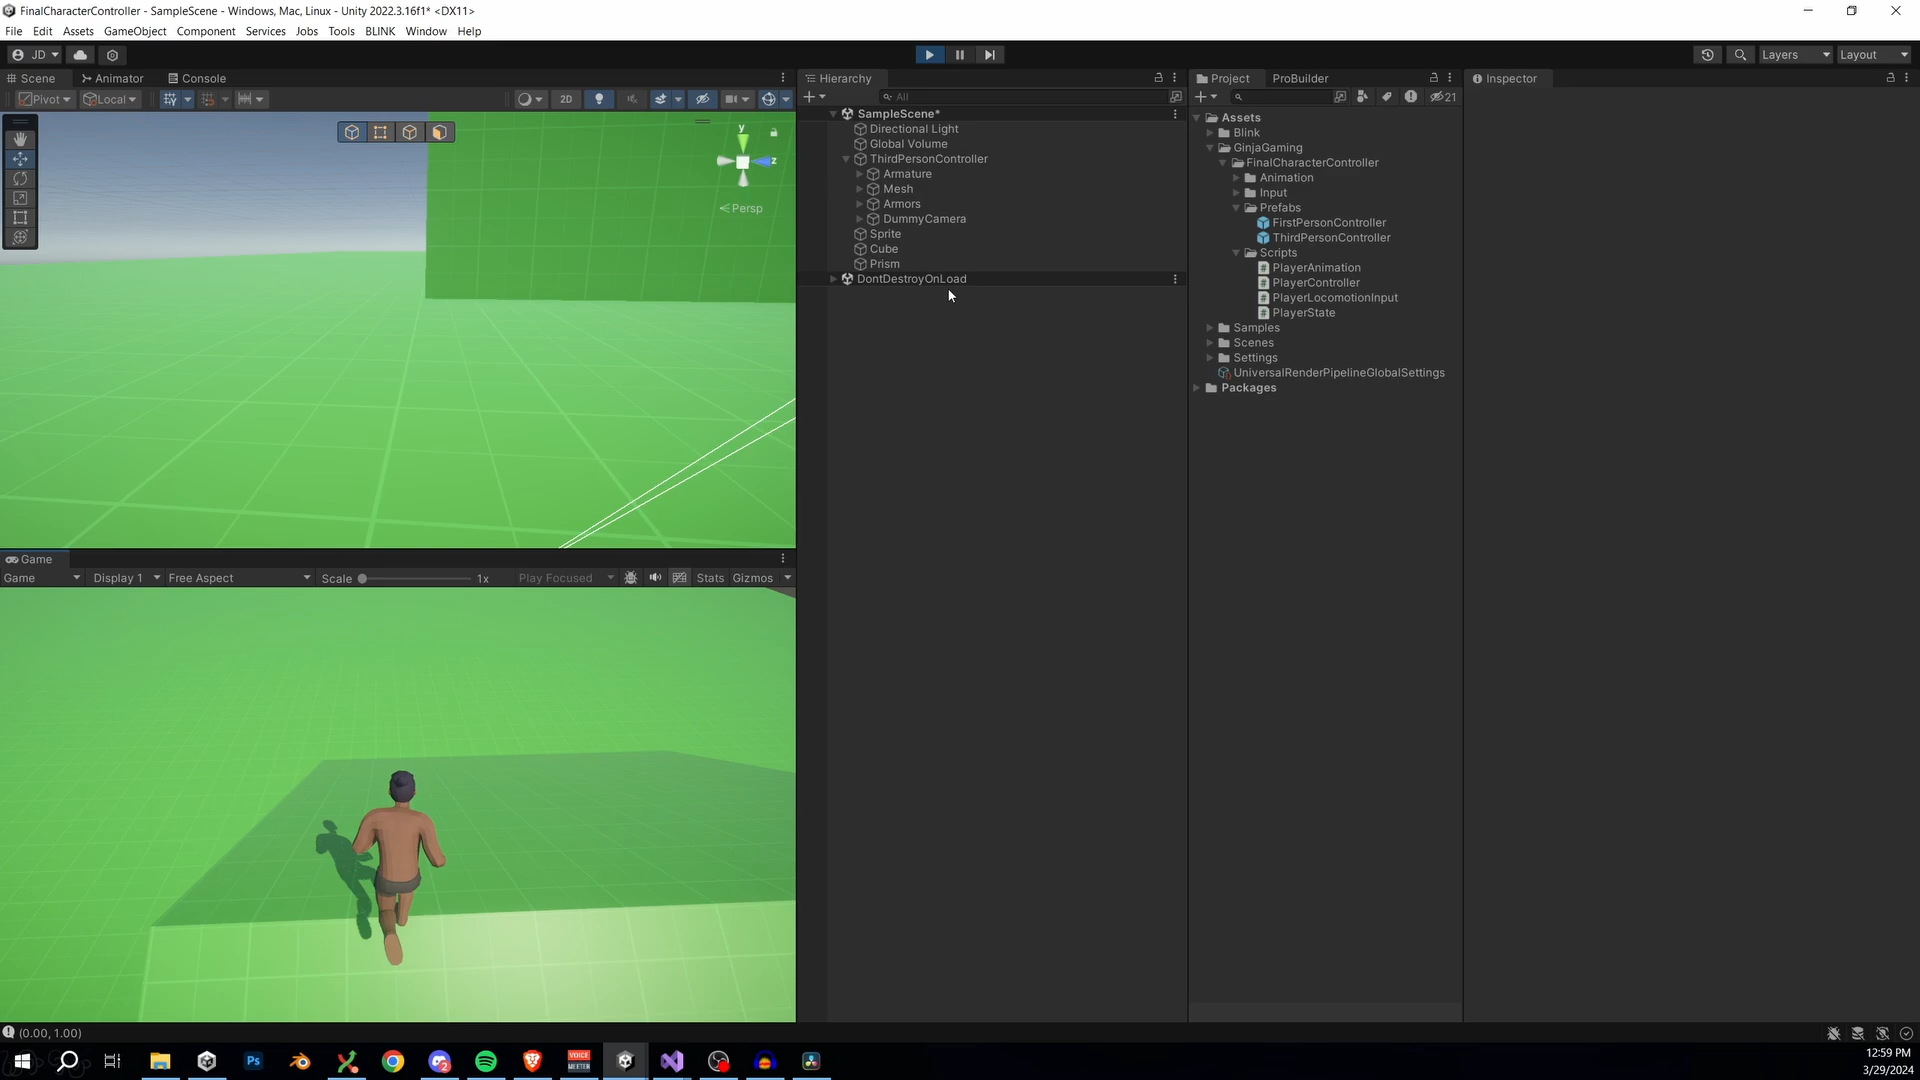 FinalCharacterController - SampleScene - Windows, Mac, Linux - Unity 2022.3.16f1* <DX11>
File Edit Assets GameObject Component Services Jobs Tools BLINK Window Help
JD Layers Layout
Scene Animator Console Hierarchy Project ProBuilder Inspector
Pivot Local 2D All 21
SampleScene*
Directional Light
Global Volume
ThirdPersonController
Armature
Mesh
Armors
DummyCamera
Sprite
Cube
Prism
DontDestroyOnLoad
Assets
Blink
GinjaGaming
FinalCharacterController
Animation
Input
Prefabs
FirstPersonController
ThirdPersonController
Scripts
PlayerAnimation
PlayerController
PlayerLocomotionInput
PlayerState
Samples
Scenes
Settings
UniversalRenderPipelineGlobalSettings
Packages
y
z
Persp
Game
Game Display 1 Free Aspect Scale 1x Play Focused Stats Gizmos
(0.00, 1.00)
Ps 2 VOICE MEETER
12:59 PM
3/29/2024